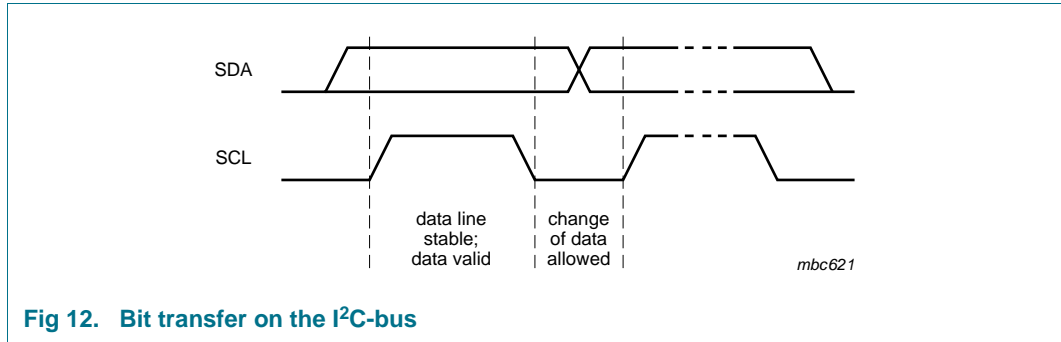 SDA
SCL
data line
stable;
data valid
change
of data
allowed
mbc621
Fig 12. Bit transfer on the I²C-bus